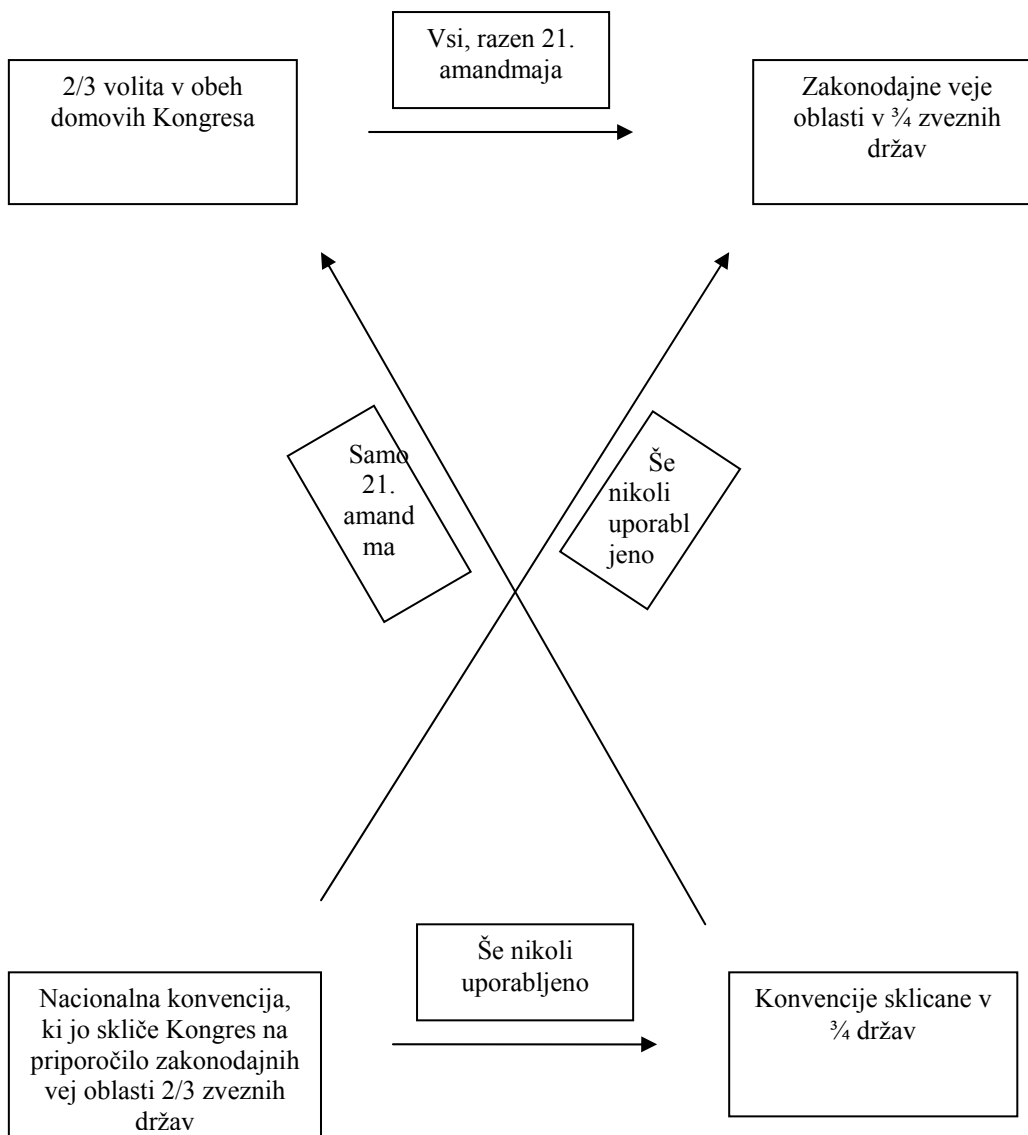 Vsi, razen 21.
amandmaja
2/3 volita v obeh
domovih Kongresa
Zakonodajne veje
oblasti v ¾ zveznih
držav
Samo
21.
amand
ma
Še
nikoli
uporabl
jeno
Še nikoli
uporabljeno
Nacionalna konvencija,
ki jo skliče Kongres na
priporočilo zakonodajnih
vej oblasti 2/3 zveznih
držav
Konvencije sklicane v
¾ držav